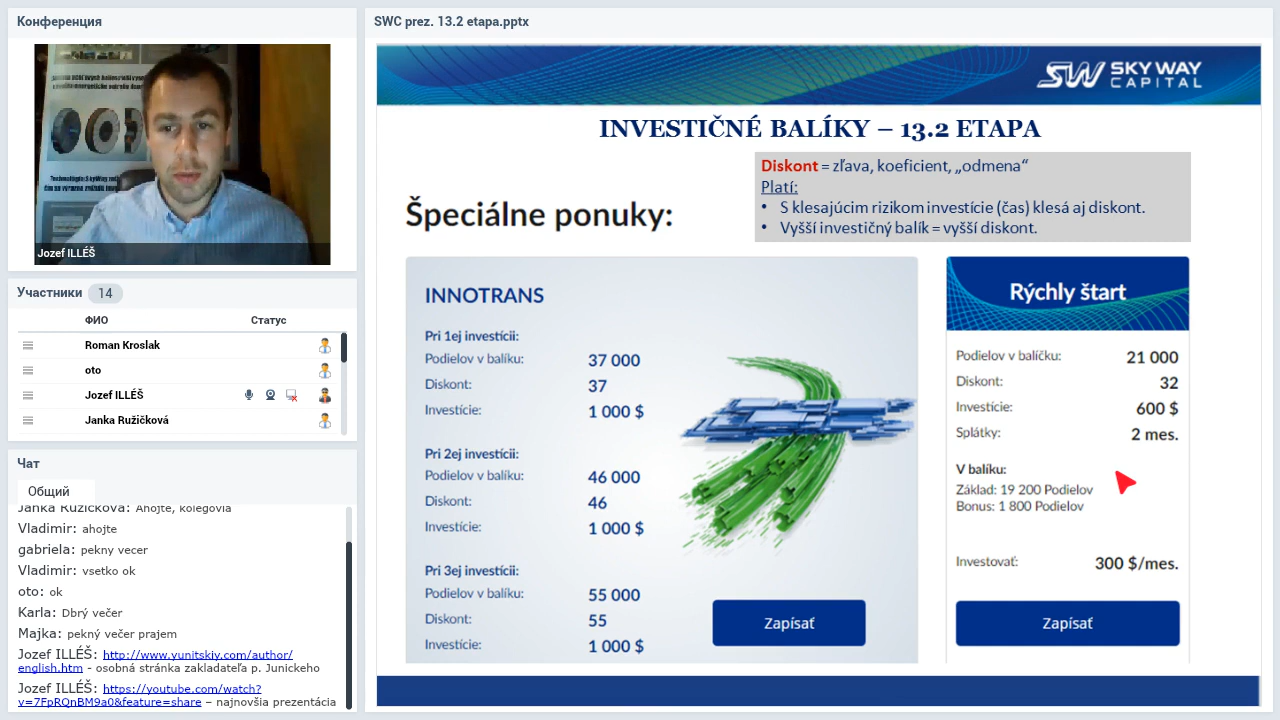 Конференция
Jozef ILLÉŠ
Участники 14
ФИО Статус
Roman Kroslak
oto
Jozef ILLÉŠ
Janka Ružičková
Чат
Общий
Janka Ružičková: Ahojte, kolegovia
Vladimir: ahojte
gabriela: pekny vecer
Vladimir: vsetko ok
oto: ok
Karla: Dbrý večer
Majka: pekný večer prajem
Jozef ILLÉŠ: http://www.yunitskiy.com/author/
english.htm - osobná stránka zakladateľa p. Junického
Jozef ILLÉŠ: https://youtube.com/watch?
v=7FpRQnBM9a0&feature=share – najnovšia prezentácia
SWC prez. 13.2 etapa.pptx
SW SKY WAY
CAPITAL
INVESTIČNÉ BALÍKY – 13.2 ETAPA
Diskont = zľava, koeficient, „odmena“
Platí:
• S klesajúcim rizikom investície (čas) klesá aj diskont.
• Vyšší investičný balík = vyšší diskont.
Špeciálne ponuky:
INNOTRANS
Pri 1ej investícii:
Podielov v balíku: 37 000
Diskont: 37
Investície: 1 000 $
Pri 2ej investícii:
Podielov v balíku: 46 000
Diskont: 46
Investície: 1 000 $
Pri 3ej investícii:
Podielov v balíku: 55 000
Diskont: 55
Investície: 1 000 $
Zapísať
Rýchly štart
Podielov v balíčku: 21 000
Diskont: 32
Investície: 600 $
Splátky: 2 mes.
V balíku:
Základ: 19 200 Podielov
Bonus: 1 800 Podielov
Investovať: 300 $/mes.
Zapísať